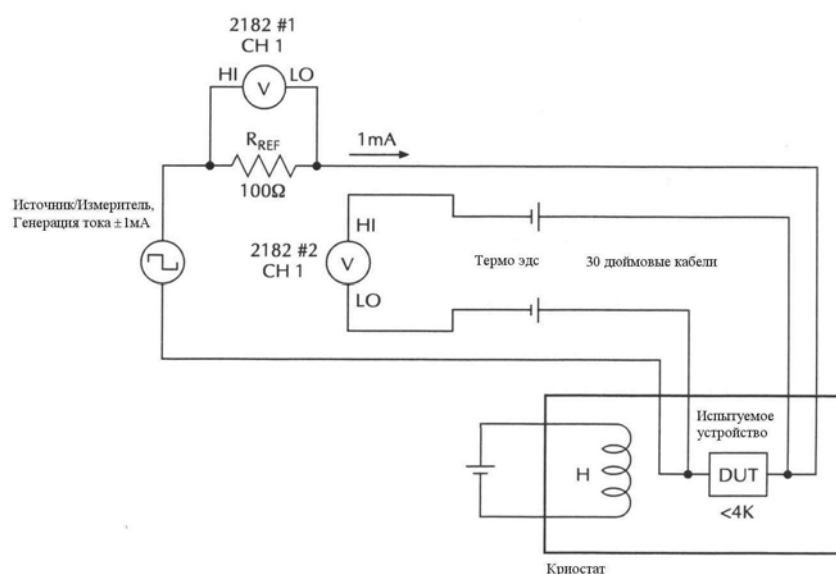 2182 #1
CH 1
HI
LO
V
R_REF
1mA
100Ω
Источник/Измеритель,
Генерация тока ±1mA
HI
2182 #2
CH 1
V
LO
Термо эдс
30 дюймовые кабели
Испытуемое
устройство
H
DUT
<4K
Криостат